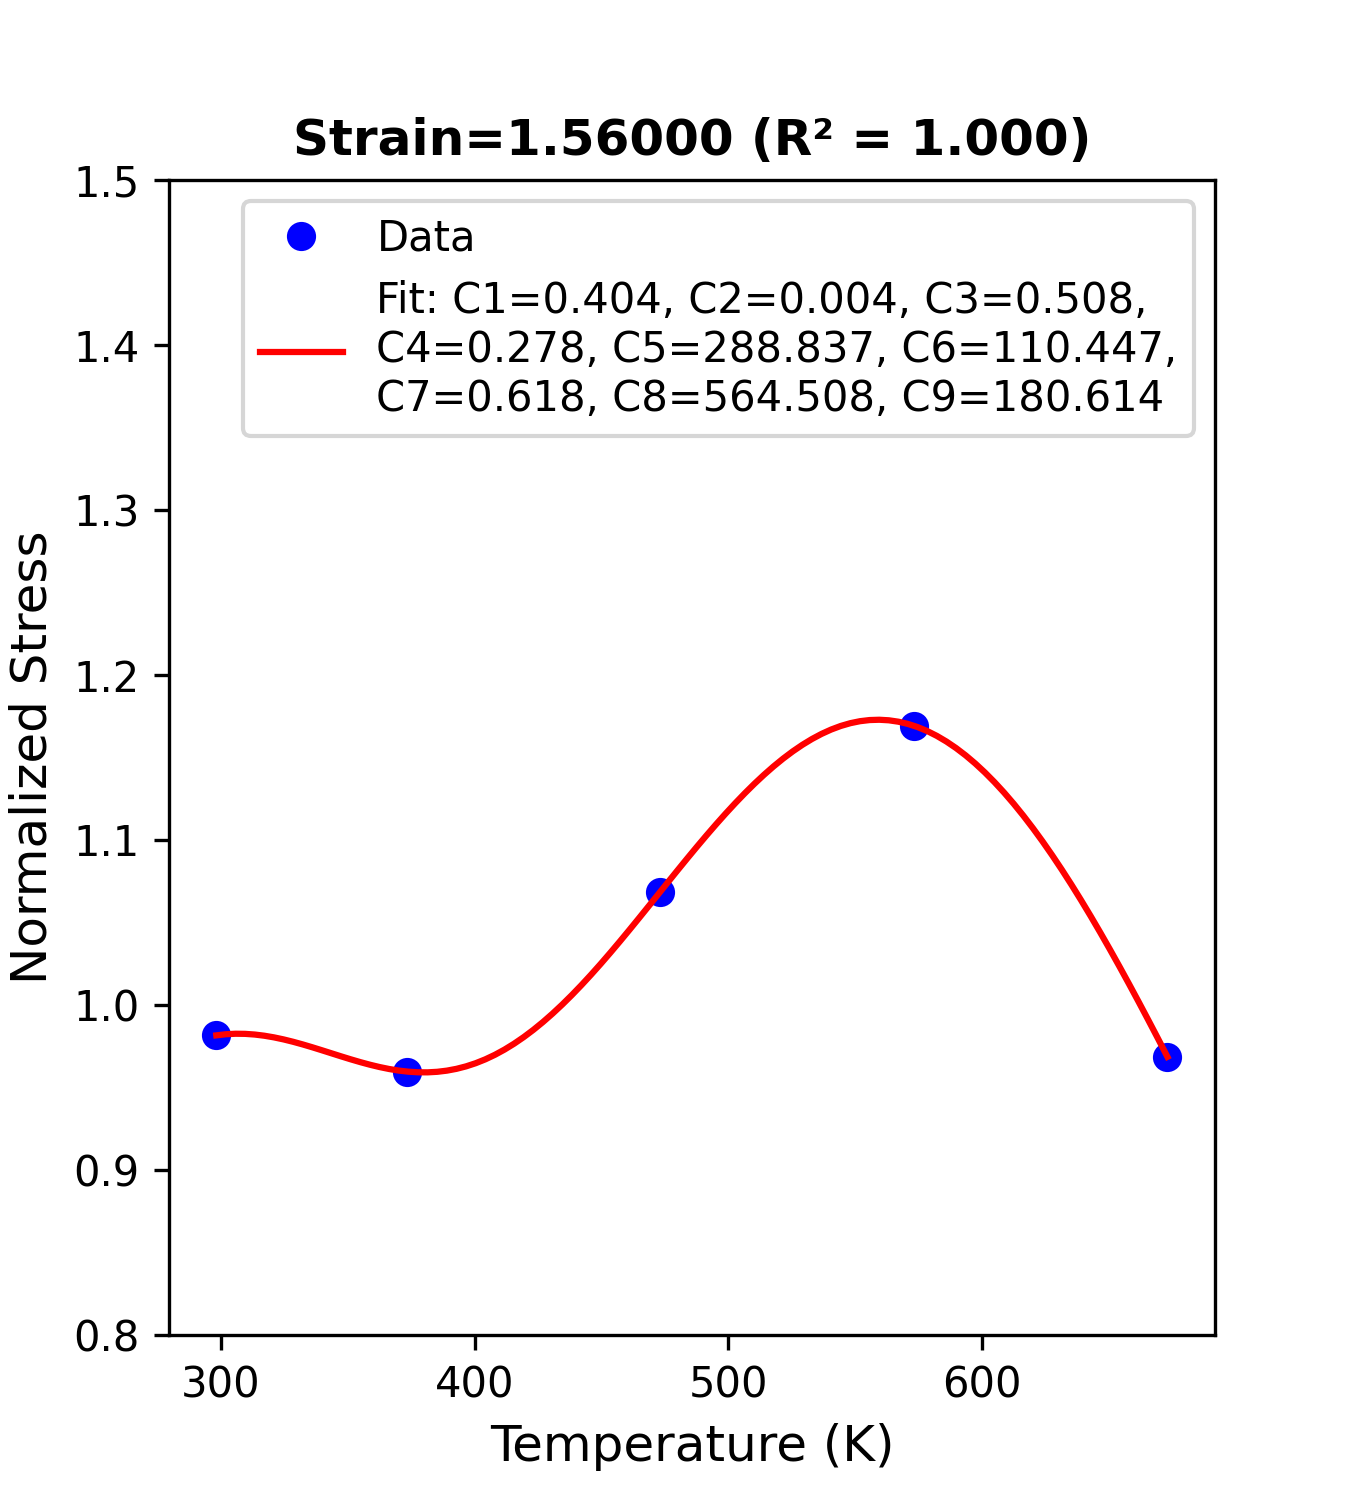 Strain=1.56000 (R² = 1.000)
Data
Fit: C1=0.404, C2=0.004, C3=0.508,
C4=0.278, C5=288.837, C6=110.447,
C7=0.618, C8=564.508, C9=180.614
1.5
1.4
1.3
1.2
1.1
1.0
0.9
0.8
Normalized Stress
300 400 500 600
Temperature (K)